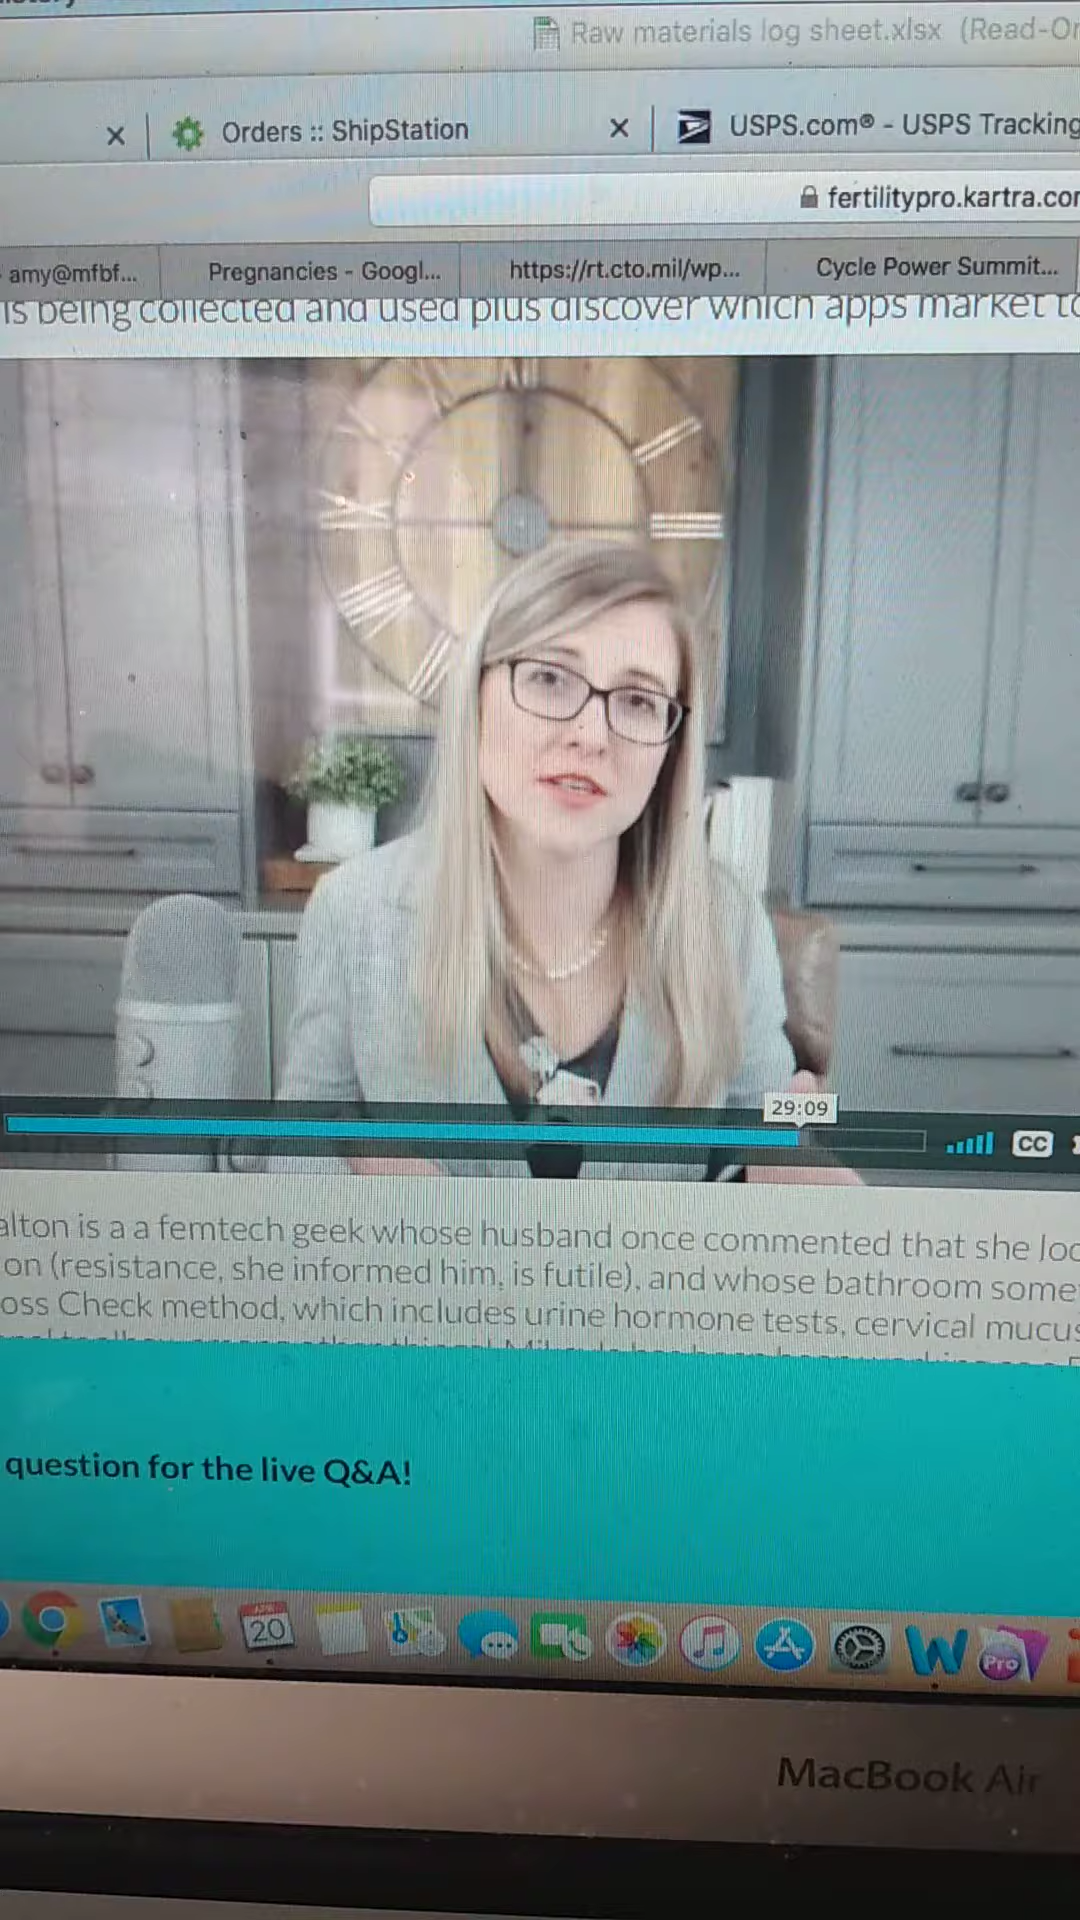 Raw materials log sheet.xlsx (Read-Or
Orders :: ShipStation
USPS.com® - USPS Tracking
fertilitypro.kartra.cor
amy@mfbf...
Pregnancies - Googl...
https://rt.cto.mil/wp...
Cycle Power Summit...
is being collected and used plus discover which apps market to
29:09
CC
alton is a a femtech geek whose husband once commented that she loo
on (resistance, she informed him, is futile), and whose bathroom some
oss Check method, which includes urine hormone tests, cervical mucus
question for the live Q&A!
APR
20
W
Pro
MacBook Air